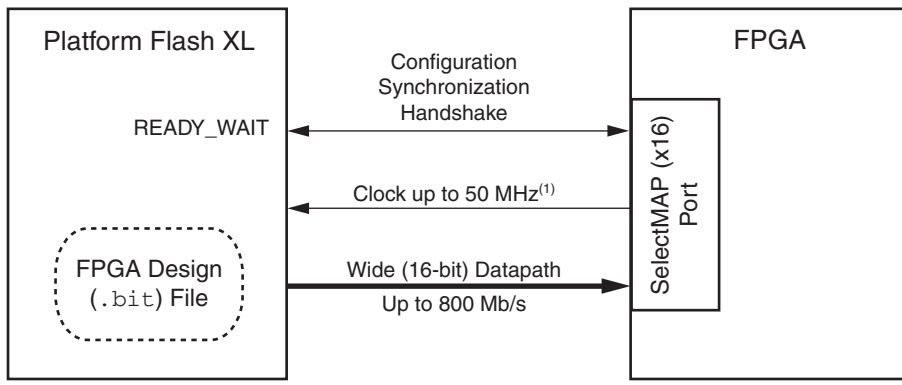 Platform Flash XL
FPGA
Configuration
Synchronization
Handshake
READY_WAIT
SelectMAP (x16)
Port
Clock up to 50 MHz(1)
FPGA Design
(.bit) File
Wide (16-bit) Datapath
Up to 800 Mb/s